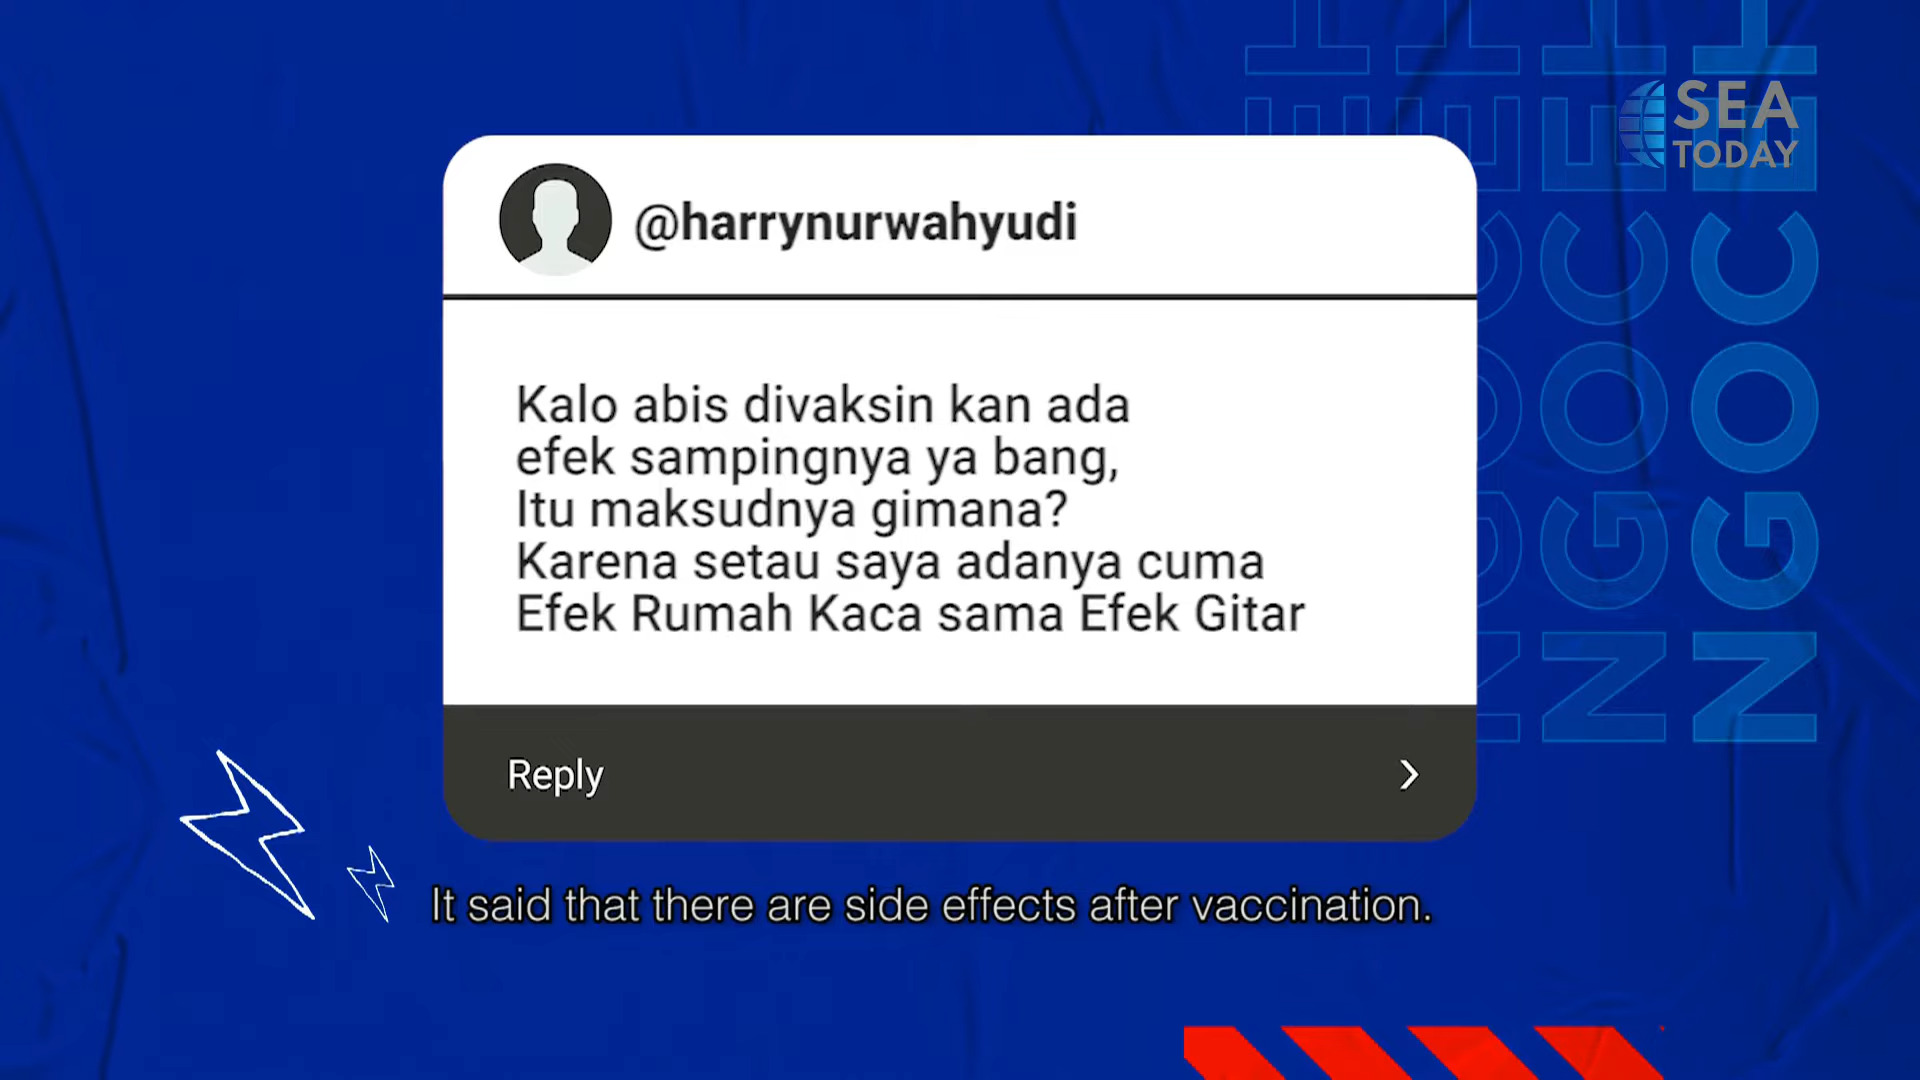 SEA
TODAY
@harrynurwahyudi
Kalo abis divaksin kan ada
efek sampingnya ya bang,
Itu maksudnya gimana?
Karena setau saya adanya cuma
Efek Rumah Kaca sama Efek Gitar
Reply
It said that there are side effects after vaccination.